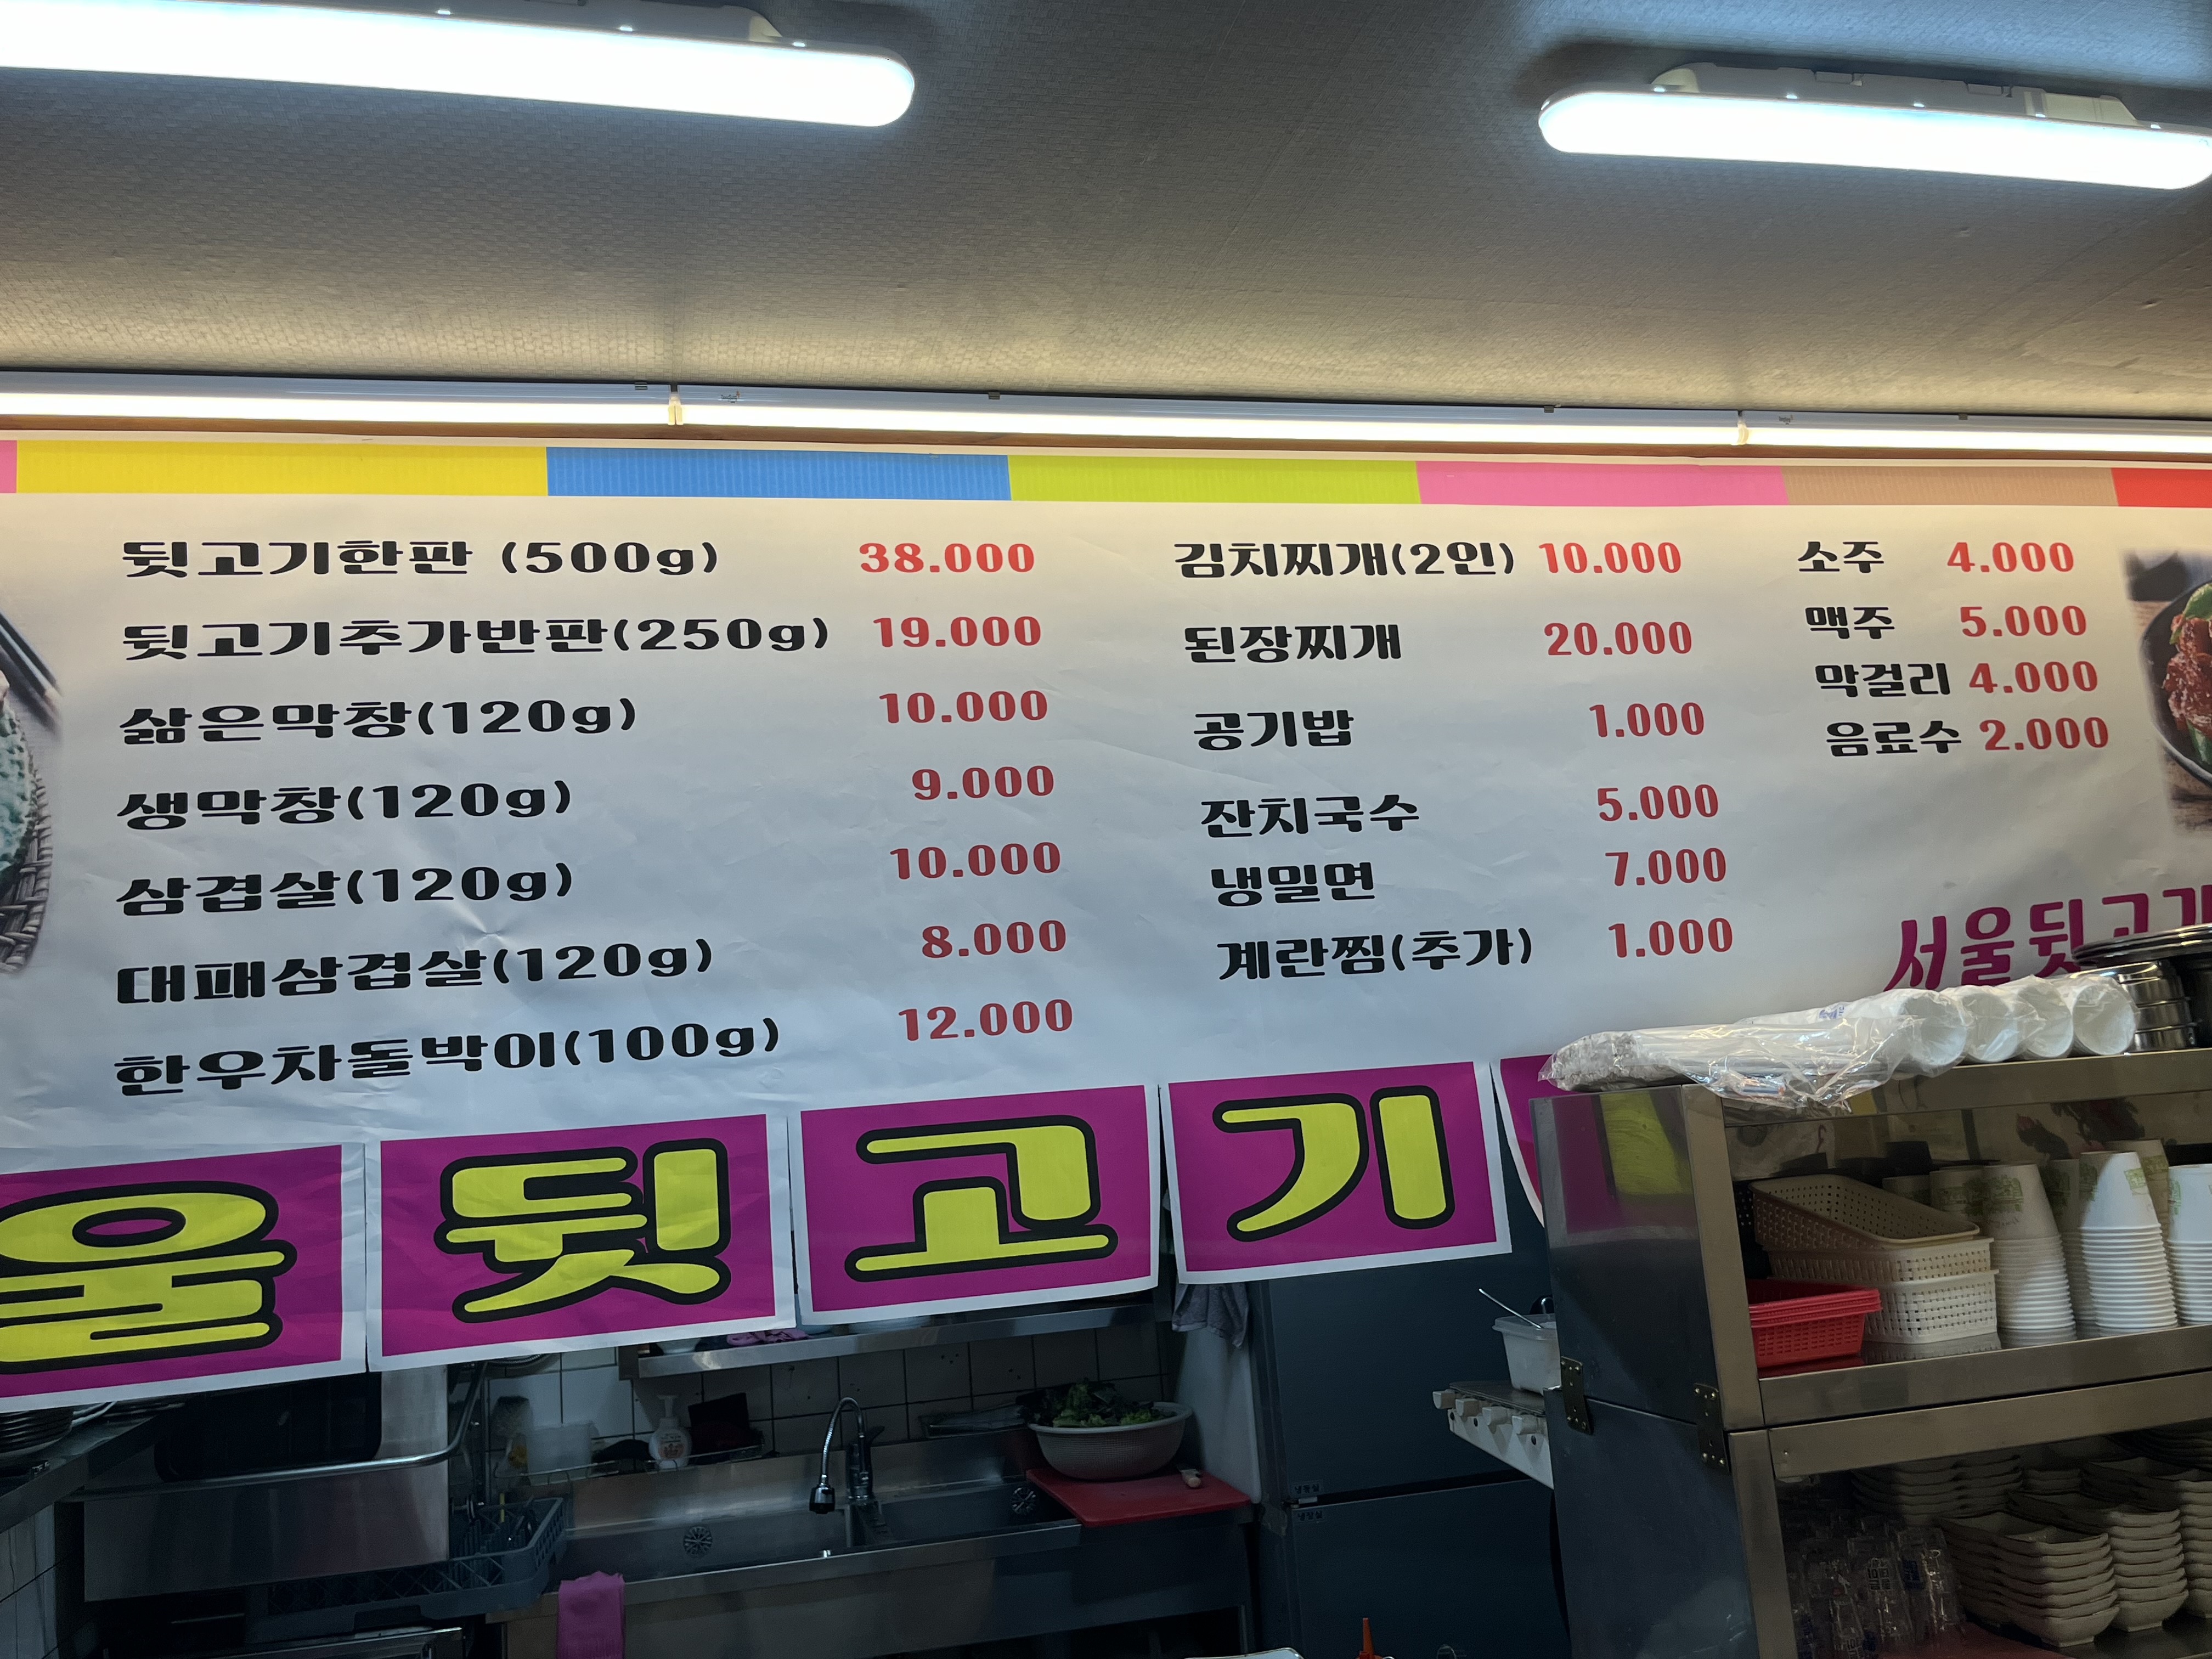 뒷고기한판 (500g) 38.000
뒷고기추가반판(250g) 19.000
삶은막창(120g) 10.000
생막창(120g) 9.000
삼겹살(120g) 10.000
대패삼겹살(120g) 8.000
한우차돌박이(100g) 12.000
김치찌개(2인) 10.000
된장찌개 20.000
공기밥 1.000
잔치국수 5.000
냉밀면 7.000
계란찜(추가) 1.000
소주 4.000
맥주 5.000
막걸리 4.000
음료수 2.000
서울뒷고기
울뒷고기